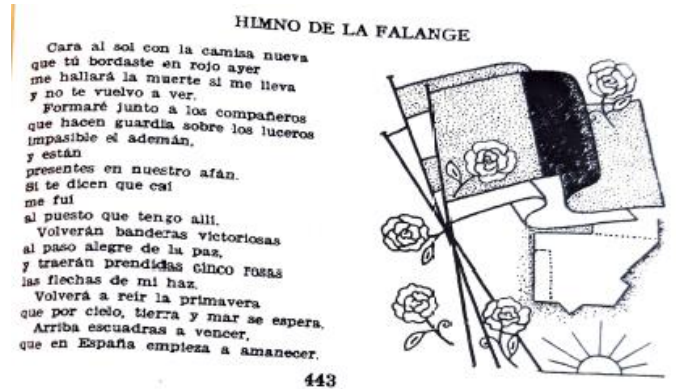 HIMNO DE LA FALANGE
Cara al sol con la camisa nueva
que tú bordaste en rojo ayer
me hallará la muerte si me lleva
y no te vuelvo a ver.
Formaré junto a los compañeros
que hacen guardia sobre los luceros
impasible el ademán,
y están
presentes en nuestro afán.
Si te dicen que caí
me fuí
al puesto que tengo allí.
Volverán banderas victoriosas
al paso alegre de la paz,
y traerán prendidas cinco rosas
las flechas de mi haz.
Volverá a reír la primavera
que por cielo, tierra y mar se espera.
Arriba escuadras a vencer,
que en España empieza a amanecer.
443